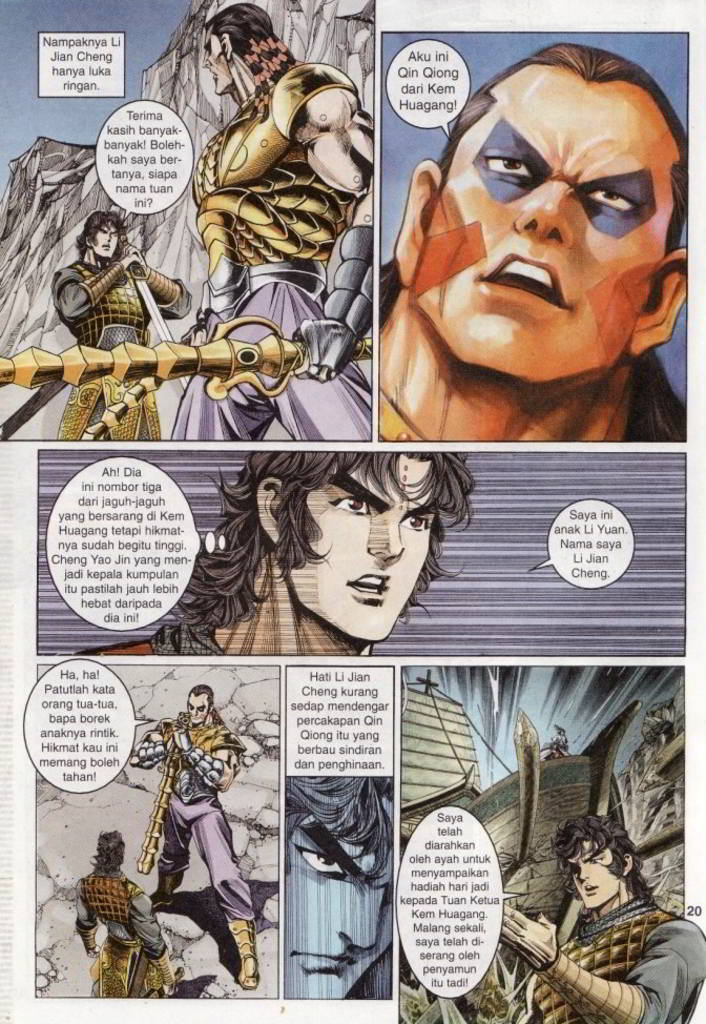 Nampaknya Li
Jian Cheng
hanya luka
ringan.
Terima
kasih banyak-
banyak! Boleh-
kah saya ber-
tanya, siapa
nama tuan
ini?
Aku ini
Qin Qiong
dari Kem
Huagang!
Ah! Dia
ini nombor tiga
dari jaguh-jaguh
yang bersarang di Kem
Huagang tetapi hikmat-
nya sudah begitu tinggi.
Cheng Yao Jin yang men-
jadi kepala kumpulan
itu pasti jauh lebih
hebat daripada
dia ini!
Saya ini
anak Li Yuan.
Nama saya
Li Jian
Cheng.
Ha, ha!
Patutlah kata
orang tua-tua,
bapa borek
anaknya rintik.
Hikmat kau ini
memang boleh
tahan!
Hati Li Jian
Cheng kurang
sedap mendengar
percakapan Qin
Qiong itu yang
berbau sindiran
dan penghinaan.
Saya
telah
diarahkan
oleh ayah untuk
menyampaikan
hadiah hari jadi
kepada Tuan Ketua
Kem Huagang.
Malang sekali,
saya telah di-
serang oleh
penyamun
itu tadi!
20